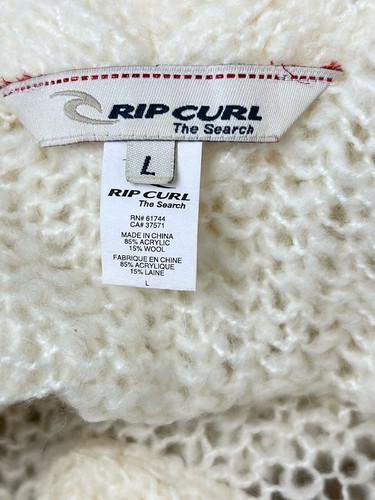 RIP CURL
The Search
L
RIP CURL
The Search
RN# 61744
CA# 37571
MADE IN CHINA
85% ACRYLIC
15% WOOL
FABRIQUE EN CHINE
85% ACRYLIQUE
15% LAINE
L